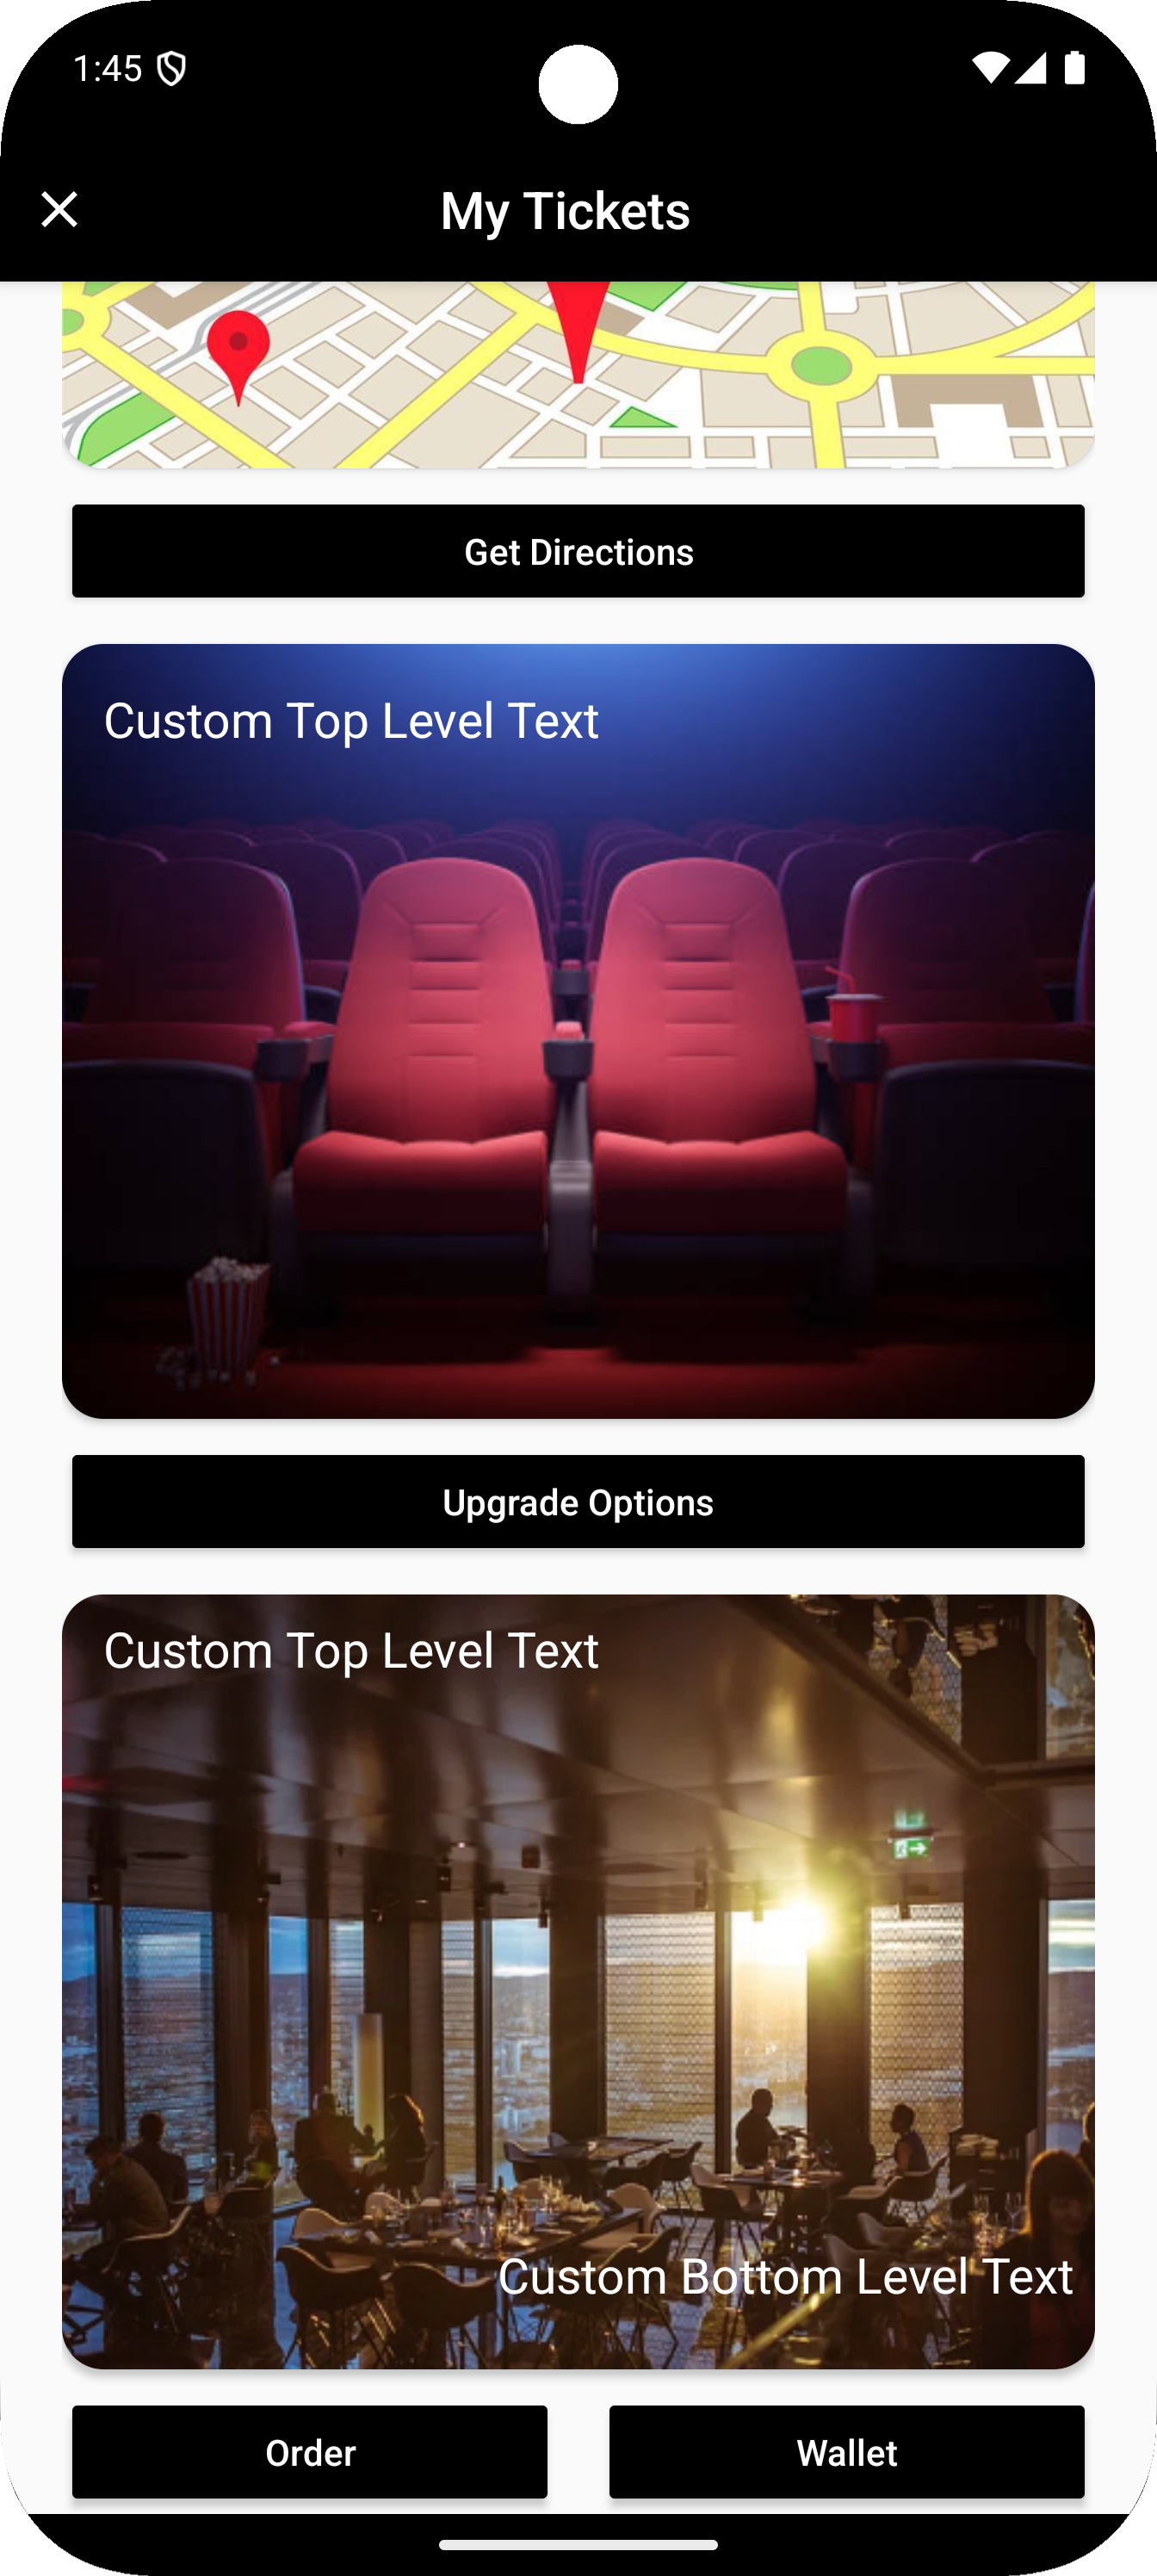 1:45
My Tickets
Get Directions
Custom Top Level Text
Upgrade Options
Custom Top Level Text
Custom Bottom Level Text
Order
Wallet